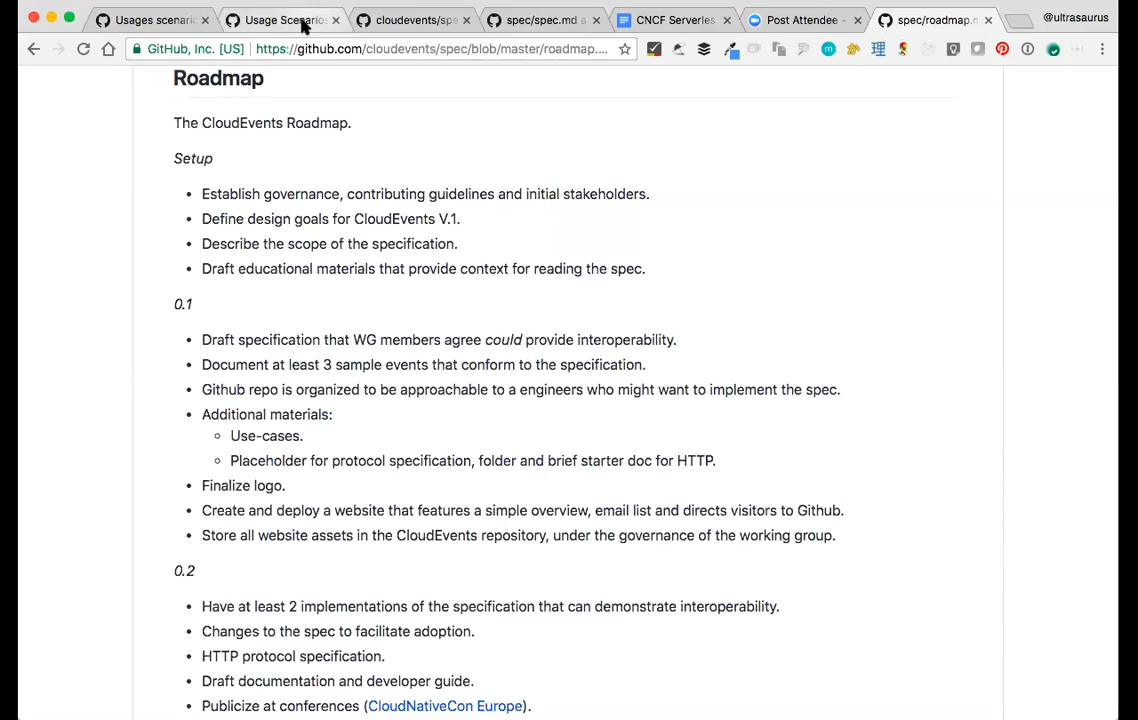 Usages scenari
Usage Scenarios
cloudevents/spe
spec/spec.md a
CNCF Serverless
Post Attendee -
spec/roadmap.m
@ultrasaurus
GitHub, Inc. [US]
https://github.com/cloudevents/spec/blob/master/roadmap....
Roadmap
The CloudEvents Roadmap.
Setup
• Establish governance, contributing guidelines and initial stakeholders.
• Define design goals for CloudEvents V.1.
• Describe the scope of the specification.
• Draft educational materials that provide context for reading the spec.
0.1
• Draft specification that WG members agree could provide interoperability.
• Document at least 3 sample events that conform to the specification.
• Github repo is organized to be approachable to a engineers who might want to implement the spec.
• Additional materials:
◦ Use-cases.
◦ Placeholder for protocol specification, folder and brief starter doc for HTTP.
• Finalize logo.
• Create and deploy a website that features a simple overview, email list and directs visitors to Github.
• Store all website assets in the CloudEvents repository, under the governance of the working group.
0.2
• Have at least 2 implementations of the specification that can demonstrate interoperability.
• Changes to the spec to facilitate adoption.
• HTTP protocol specification.
• Draft documentation and developer guide.
• Publicize at conferences (CloudNativeCon Europe).